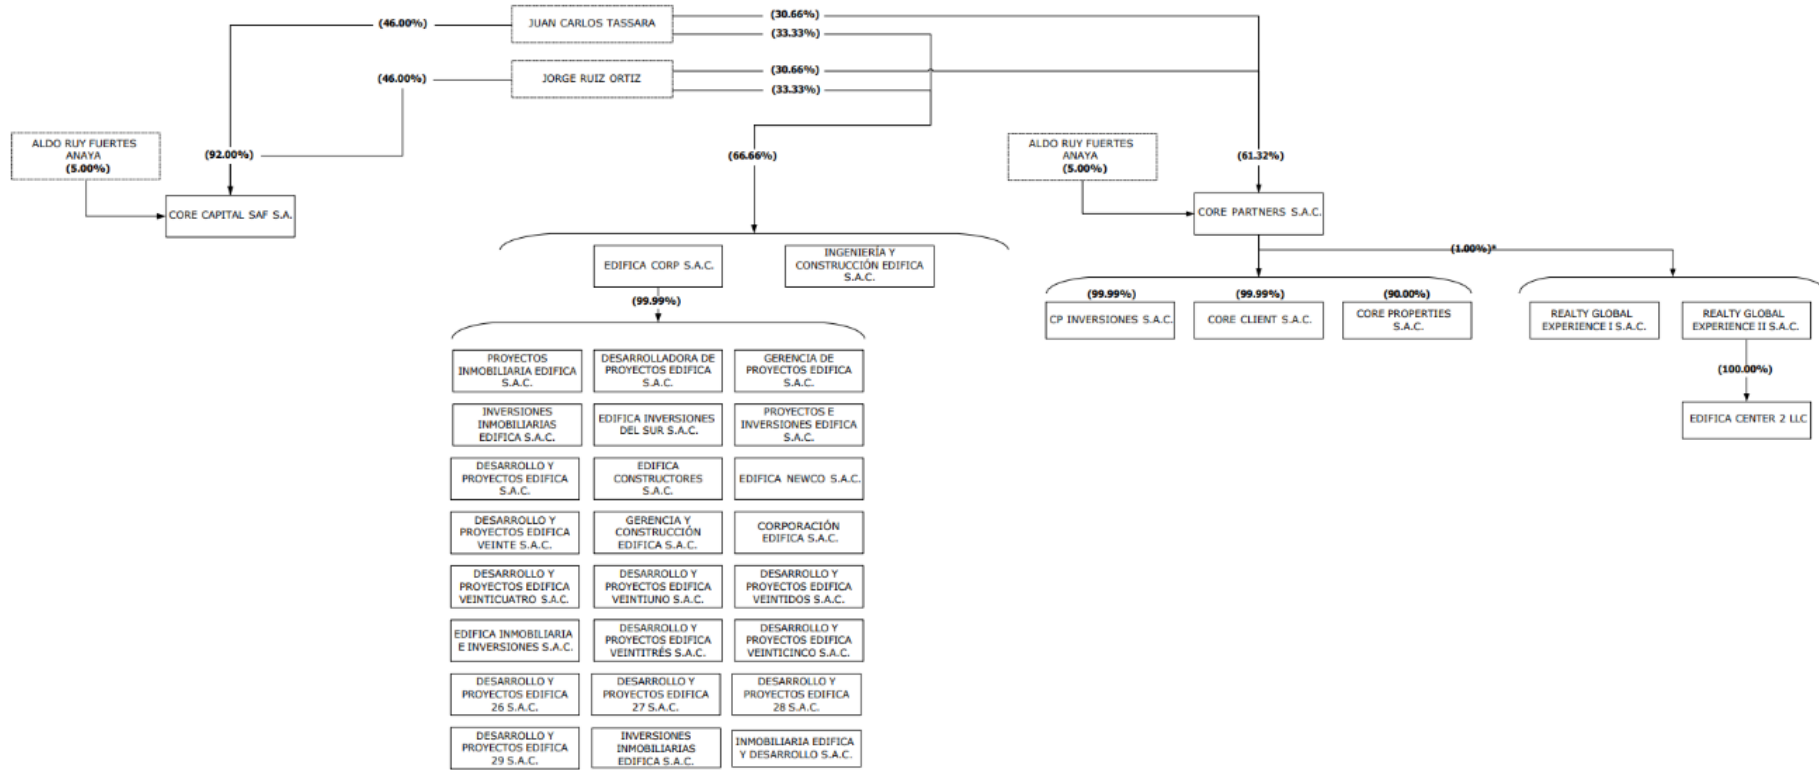 (46.00%)
JUAN CARLOS TASSARA
(30.66%)
(33.33%)
(46.00%)
JORGE RUIZ ORTIZ
(30.66%)
(33.33%)
ALDO RUY FUERTES
ANAYA
(5.00%)
(92.00%)
(66.66%)
ALDO RUY FUERTES
ANAYA
(5.00%)
(61.32%)
CORE CAPITAL SAF S.A.
CORE PARTNERS S.A.C.
EDIFICA CORP S.A.C.
INGENIERÍA Y
CONSTRUCCIÓN EDIFICA
S.A.C.
(1.00%)*
(99.99%)
(99.99%)
CP INVERSIONES S.A.C.
(99.99%)
CORE CLIENT S.A.C.
(90.00%)
CORE PROPERTIES
S.A.C.
REALTY GLOBAL
EXPERIENCE I S.A.C.
REALTY GLOBAL
EXPERIENCE II S.A.C.
(100.00%)
EDIFICA CENTER 2 LLC
PROYECTOS
INMOBILIARIA EDIFICA
S.A.C.
DESARROLLADORA DE
PROYECTOS EDIFICA
S.A.C.
GERENCIA DE
PROYECTOS EDIFICA
S.A.C.
INVERSIONES
INMOBILIARIAS
EDIFICA S.A.C.
EDIFICA INVERSIONES
DEL SUR S.A.C.
PROYECTOS E
INVERSIONES EDIFICA
S.A.C.
DESARROLLO Y
PROYECTOS EDIFICA
S.A.C.
EDIFICA
CONSTRUCTORES
S.A.C.
EDIFICA NEWCO S.A.C.
DESARROLLO Y
PROYECTOS EDIFICA
VEINTE S.A.C.
GERENCIA Y
CONSTRUCCIÓN
EDIFICA S.A.C.
CORPORACIÓN
EDIFICA S.A.C.
DESARROLLO Y
PROYECTOS EDIFICA
VEINTICUATRO S.A.C.
DESARROLLO Y
PROYECTOS EDIFICA
VEINTIUNO S.A.C.
DESARROLLO Y
PROYECTOS EDIFICA
VEINTIDOS S.A.C.
EDIFICA INMOBILIARIA
E INVERSIONES S.A.C.
DESARROLLO Y
PROYECTOS EDIFICA
VEINTITRÉS S.A.C.
DESARROLLO Y
PROYECTOS EDIFICA
VEINTICINCO S.A.C.
DESARROLLO Y
PROYECTOS EDIFICA
26 S.A.C.
DESARROLLO Y
PROYECTOS EDIFICA
27 S.A.C.
DESARROLLO Y
PROYECTOS EDIFICA
28 S.A.C.
DESARROLLO Y
PROYECTOS EDIFICA
29 S.A.C.
INVERSIONES
INMOBILIARIAS
EDIFICA S.A.C.
INMOBILIARIA EDIFICA
Y DESARROLLO S.A.C.